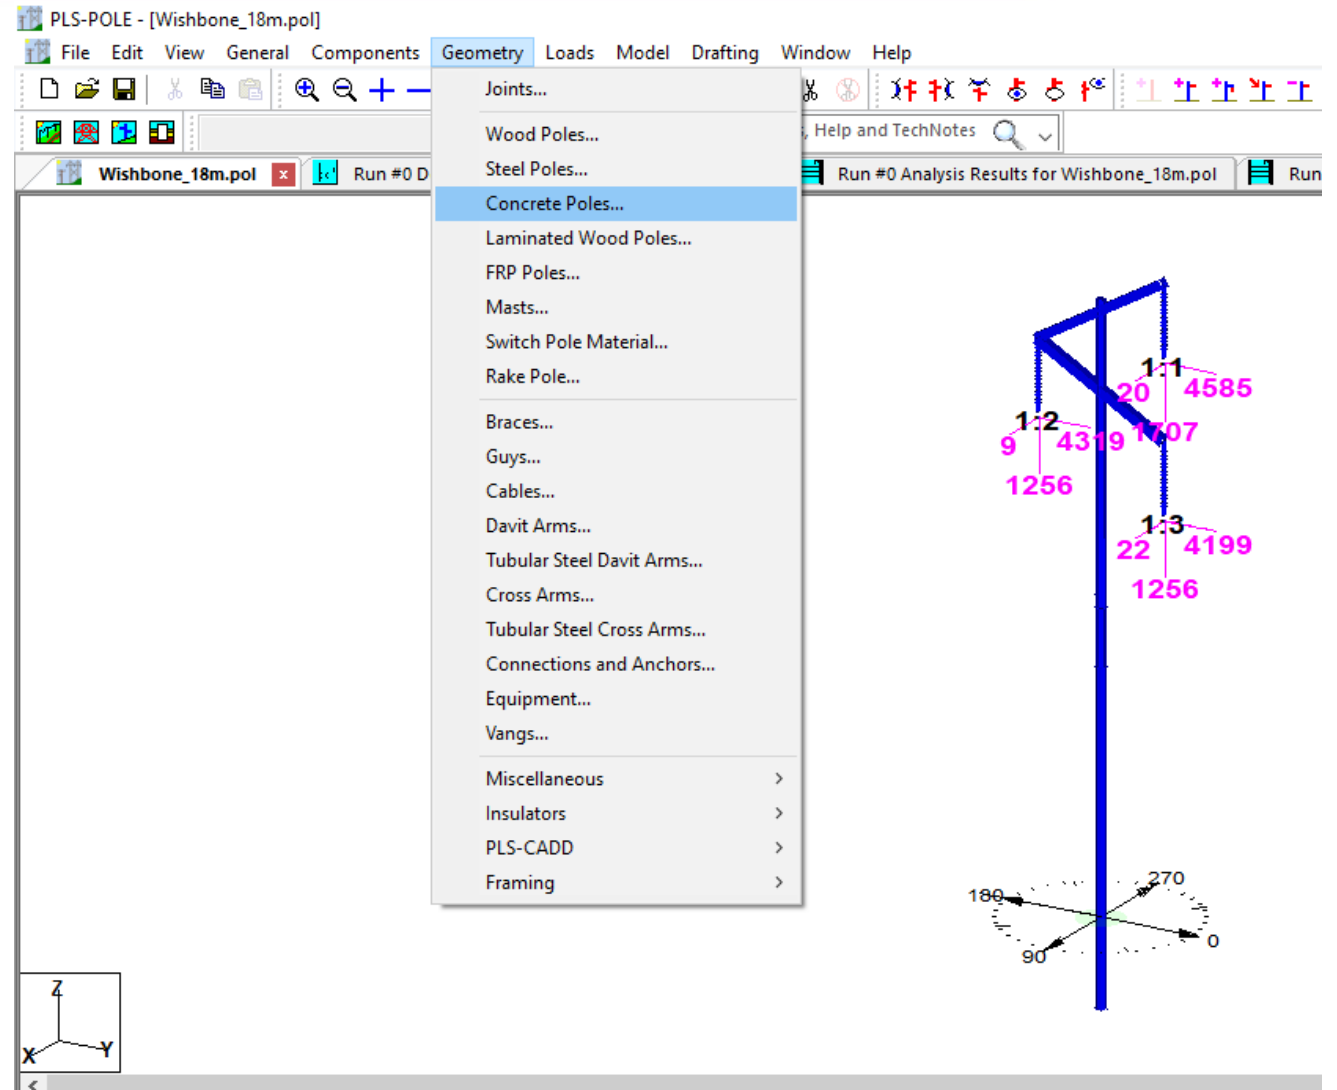 PLS-POLE - [Wishbone_18m.pol]
File Edit View General Components Geometry Loads Model Drafting Window Help
, Help and TechNotes
Wishbone_18m.pol x Run #0 D Run #0 Analysis Results for Wishbone_18m.pol Run
Joints...
Wood Poles...
Steel Poles...
Concrete Poles...
Laminated Wood Poles...
FRP Poles...
Masts...
Switch Pole Material...
Rake Pole...
Braces...
Guys...
Cables...
Davit Arms...
Tubular Steel Davit Arms...
Cross Arms...
Tubular Steel Cross Arms...
Connections and Anchors...
Equipment...
Vangs...
Miscellaneous
Insulators
PLS-CADD
Framing
1:1
20 4585
1707
1:2
9 4319
1256
1:3
22 4199
1256
270
180
0
90
Z
X Y